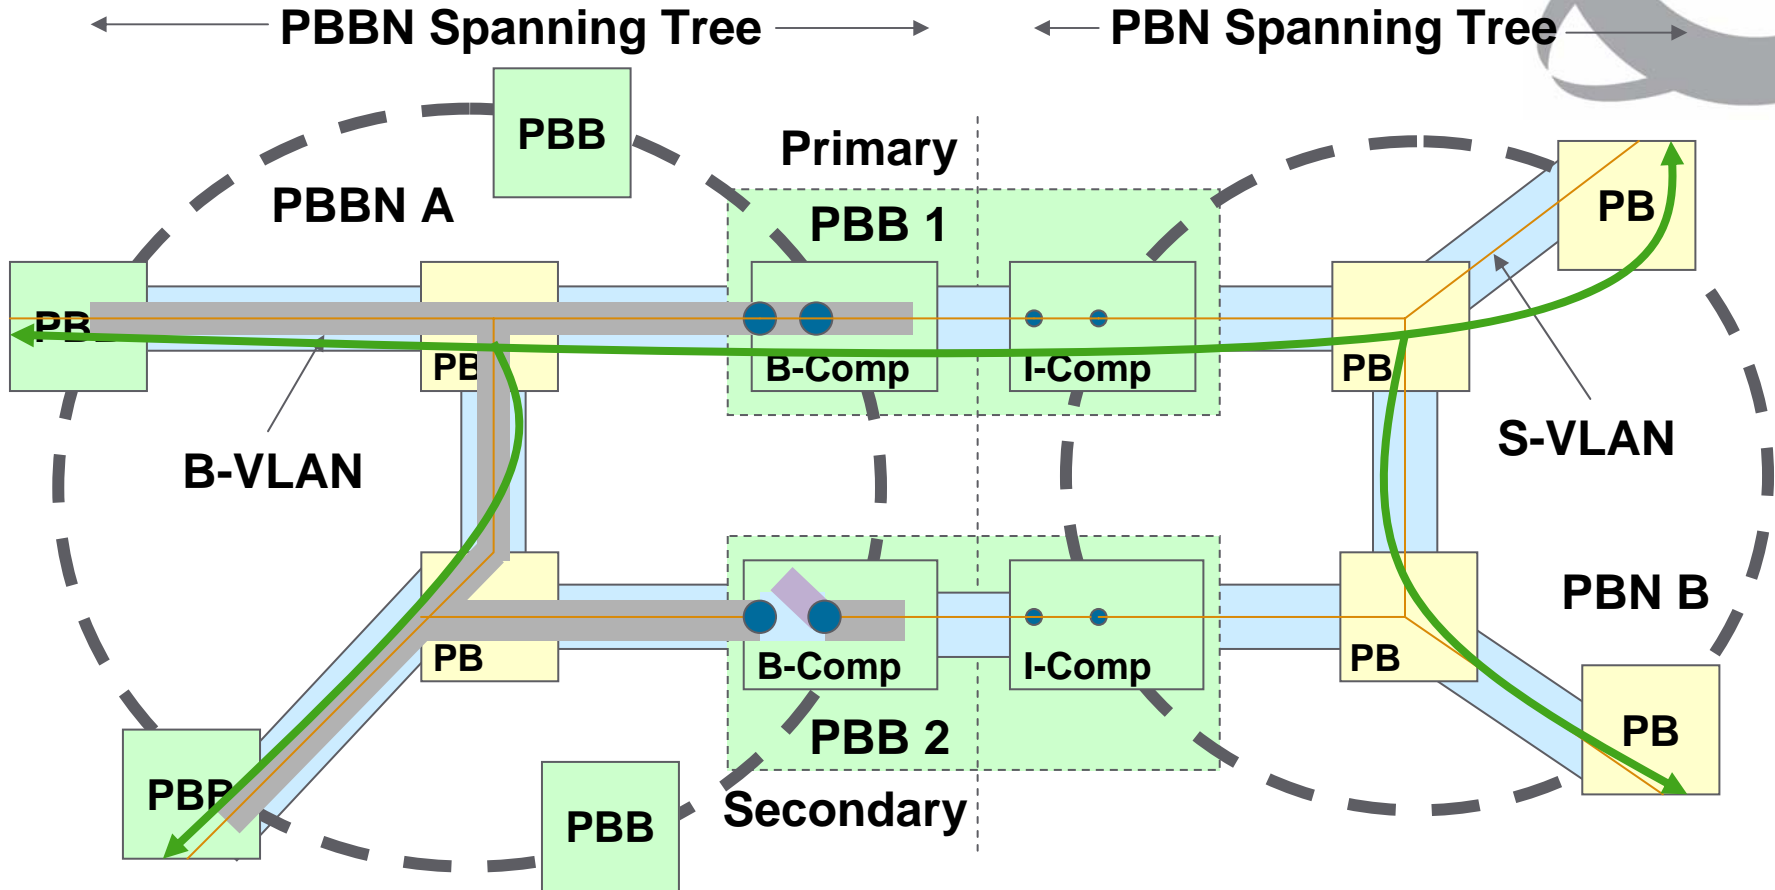 PBBN Spanning Tree
PBN Spanning Tree
PBB
Primary
PBBN A
PBB 1
PB
PBB
PB
B-Comp
I-Comp
PB
B-VLAN
S-VLAN
PBN B
PB
B-Comp
I-Comp
PB
PBB 2
PB
PBB
Secondary
PBB